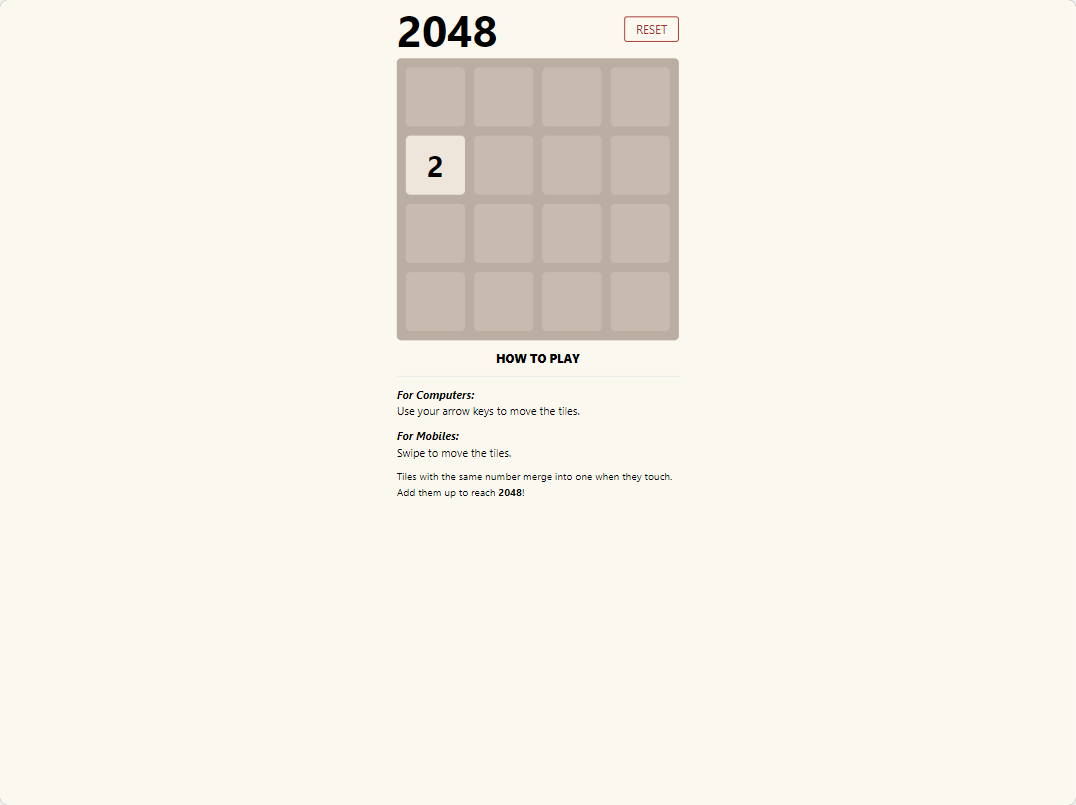 2048
RESET
2
HOW TO PLAY
For Computers:
Use your arrow keys to move the tiles.
For Mobiles:
Swipe to move the tiles.
Tiles with the same number merge into one when they touch.
Add them up to reach 2048!